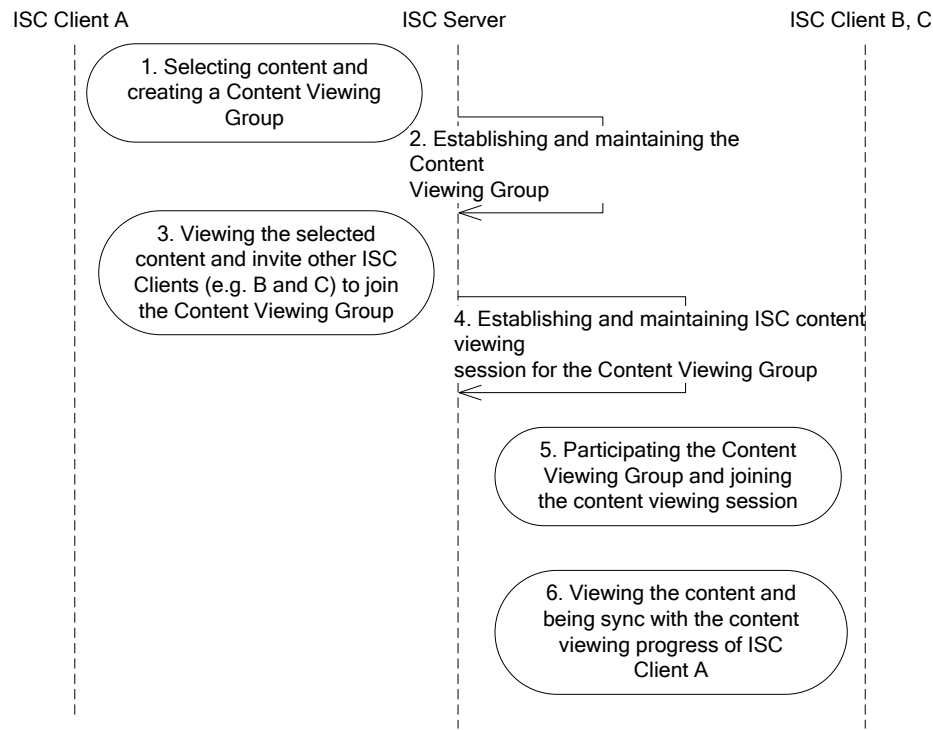 ISC Client A
ISC Server
ISC Client B, C
1. Selecting content and
creating a Content Viewing
Group
2. Establishing and maintaining the
Content
Viewing Group
3. Viewing the selected
content and invite other ISC
Clients (e.g. B and C) to join
the Content Viewing Group
4. Establishing and maintaining ISC content
viewing
session for the Content Viewing Group
5. Participating the Content
Viewing Group and joining
the content viewing session
6. Viewing the content and
being sync with the content
viewing progress of ISC
Client A